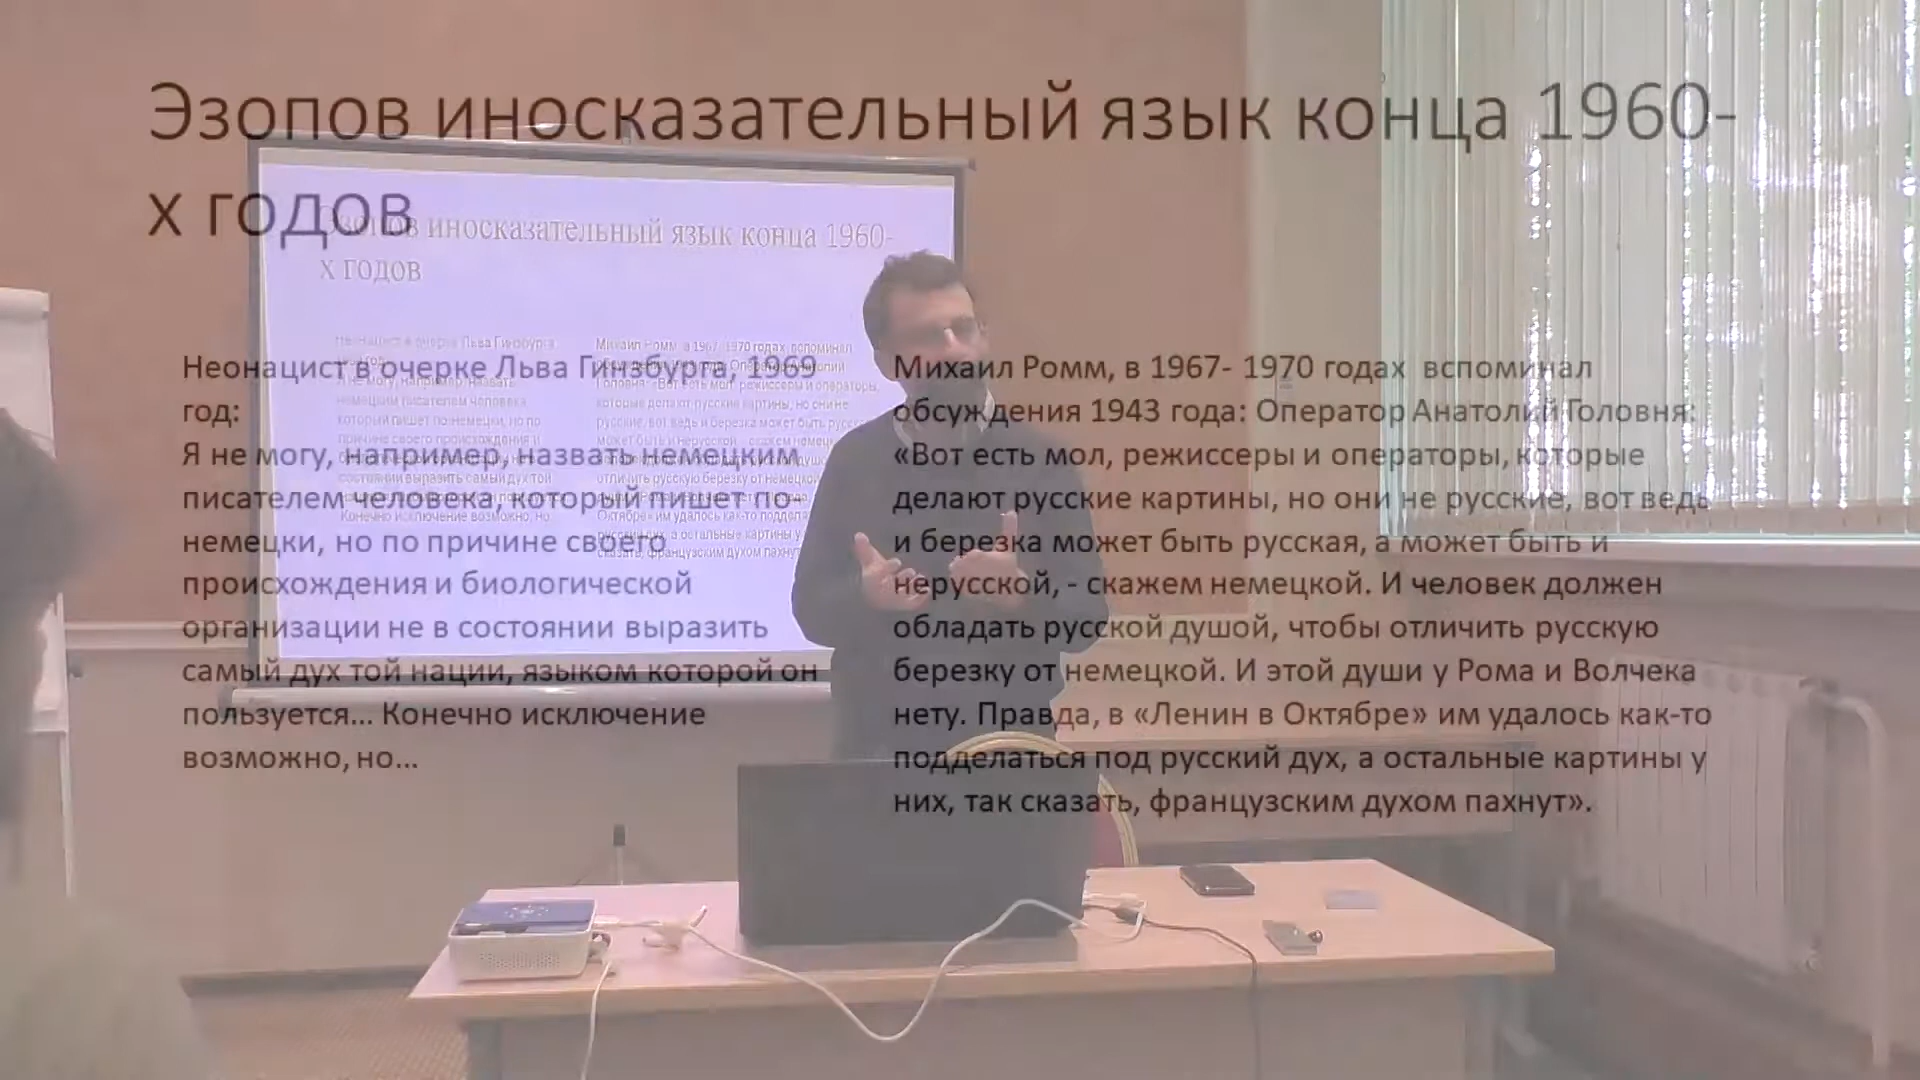 Эзопов иносказательный язык конца 1960-
х годов
Неонацист в очерке Льва Гинзбурга, 1969
год:
Я не могу, например, назвать немецким
писателем человека, который пишет по-
немецки, но по причине своего
происхождения и биологической
организации не в состоянии выразить
самый дух той нации, языком которой он
пользуется... Конечно исключение
возможно, но...
Михаил Ромм, в 1967- 1970 годах вспоминал
обсуждения 1943 года: Оператор Анатолий Головня:
«Вот есть мол, режиссеры и операторы, которые
делают русские картины, но они не русские, вот ведь
и березка может быть русская, а может быть и
нерусской, - скажем немецкой. И человек должен
обладать русской душой, чтобы отличить русскую
березку от немецкой. И этой души у Рома и Волчека
нету. Правда, в «Ленин в Октябре» им удалось как-то
подделаться под русский дух, а остальные картины у
них, так сказать, французским духом пахнут».
Эзопов иносказательный язык конца 1960-
х годов